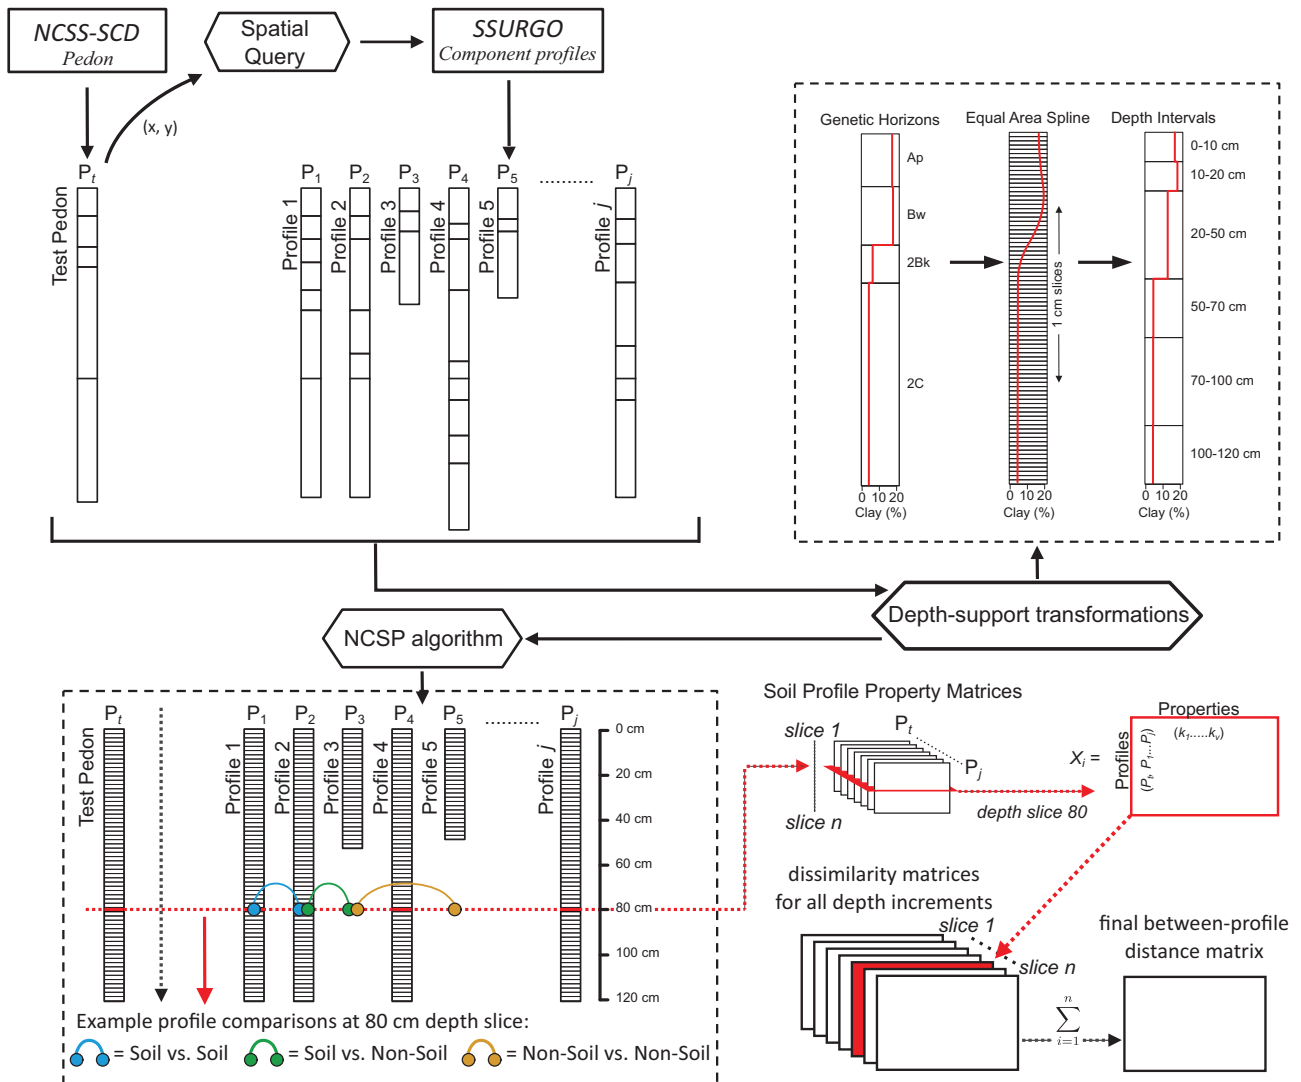 NCSS-SCD
Pedon
Spatial
Query
SSURGO
Component profiles
(x, y)
Pt
P1
P2
P3
P4
P5
..........
Pj
Test Pedon
Profile 1
Profile 2
Profile 3
Profile 4
Profile 5
Profile j
Genetic Horizons
Equal Area Spline
Depth Intervals
Ap
Bw
2Bk
2C
1 cm slices
0-10 cm
10-20 cm
20-50 cm
50-70 cm
70-100 cm
100-120 cm
0 10 20
Clay (%)
0 10 20
Clay (%)
0 10 20
Clay (%)
Depth-support transformations
NCSP algorithm
Pt
P1
P2
P3
P4
P5
..........
Pj
Test Pedon
Profile 1
Profile 2
Profile 3
Profile 4
Profile 5
Profile j
0 cm
20 cm
40 cm
60 cm
80 cm
100 cm
120 cm
Example profile comparisons at 80 cm depth slice:
= Soil vs. Soil
= Soil vs. Non-Soil
= Non-Soil vs. Non-Soil
Soil Profile Property Matrices
slice 1
slice n
Pt
Pj
depth slice 80
Xi =
Properties
(k1.....kv)
Profiles
(Pt, P1...Pj)
dissimilarity matrices
for all depth increments
slice 1
slice n
n
∑
i=1
final between-profile
distance matrix